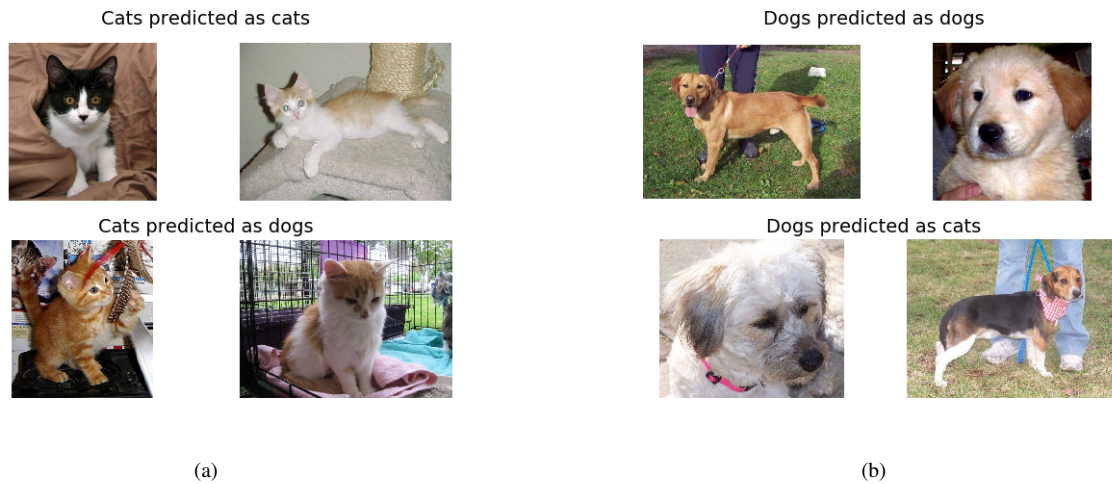 Cats predicted as cats
Dogs predicted as dogs
Cats predicted as dogs
Dogs predicted as cats
(a)
(b)